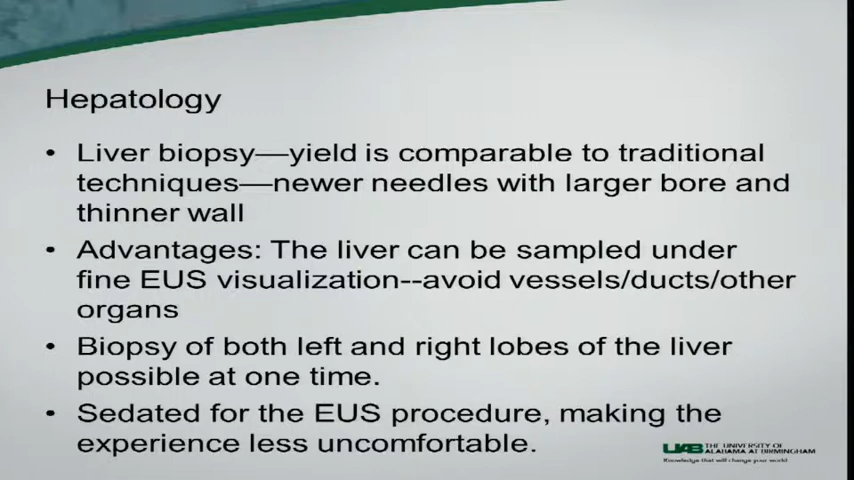 Hepatology
• Liver biopsy—yield is comparable to traditional
techniques—newer needles with larger bore and
thinner wall
• Advantages: The liver can be sampled under
fine EUS visualization--avoid vessels/ducts/other
organs
• Biopsy of both left and right lobes of the liver
possible at one time.
• Sedated for the EUS procedure, making the
experience less uncomfortable.
UAB THE UNIVERSITY OF
ALABAMA AT BIRMINGHAM
Knowledge that will change your world